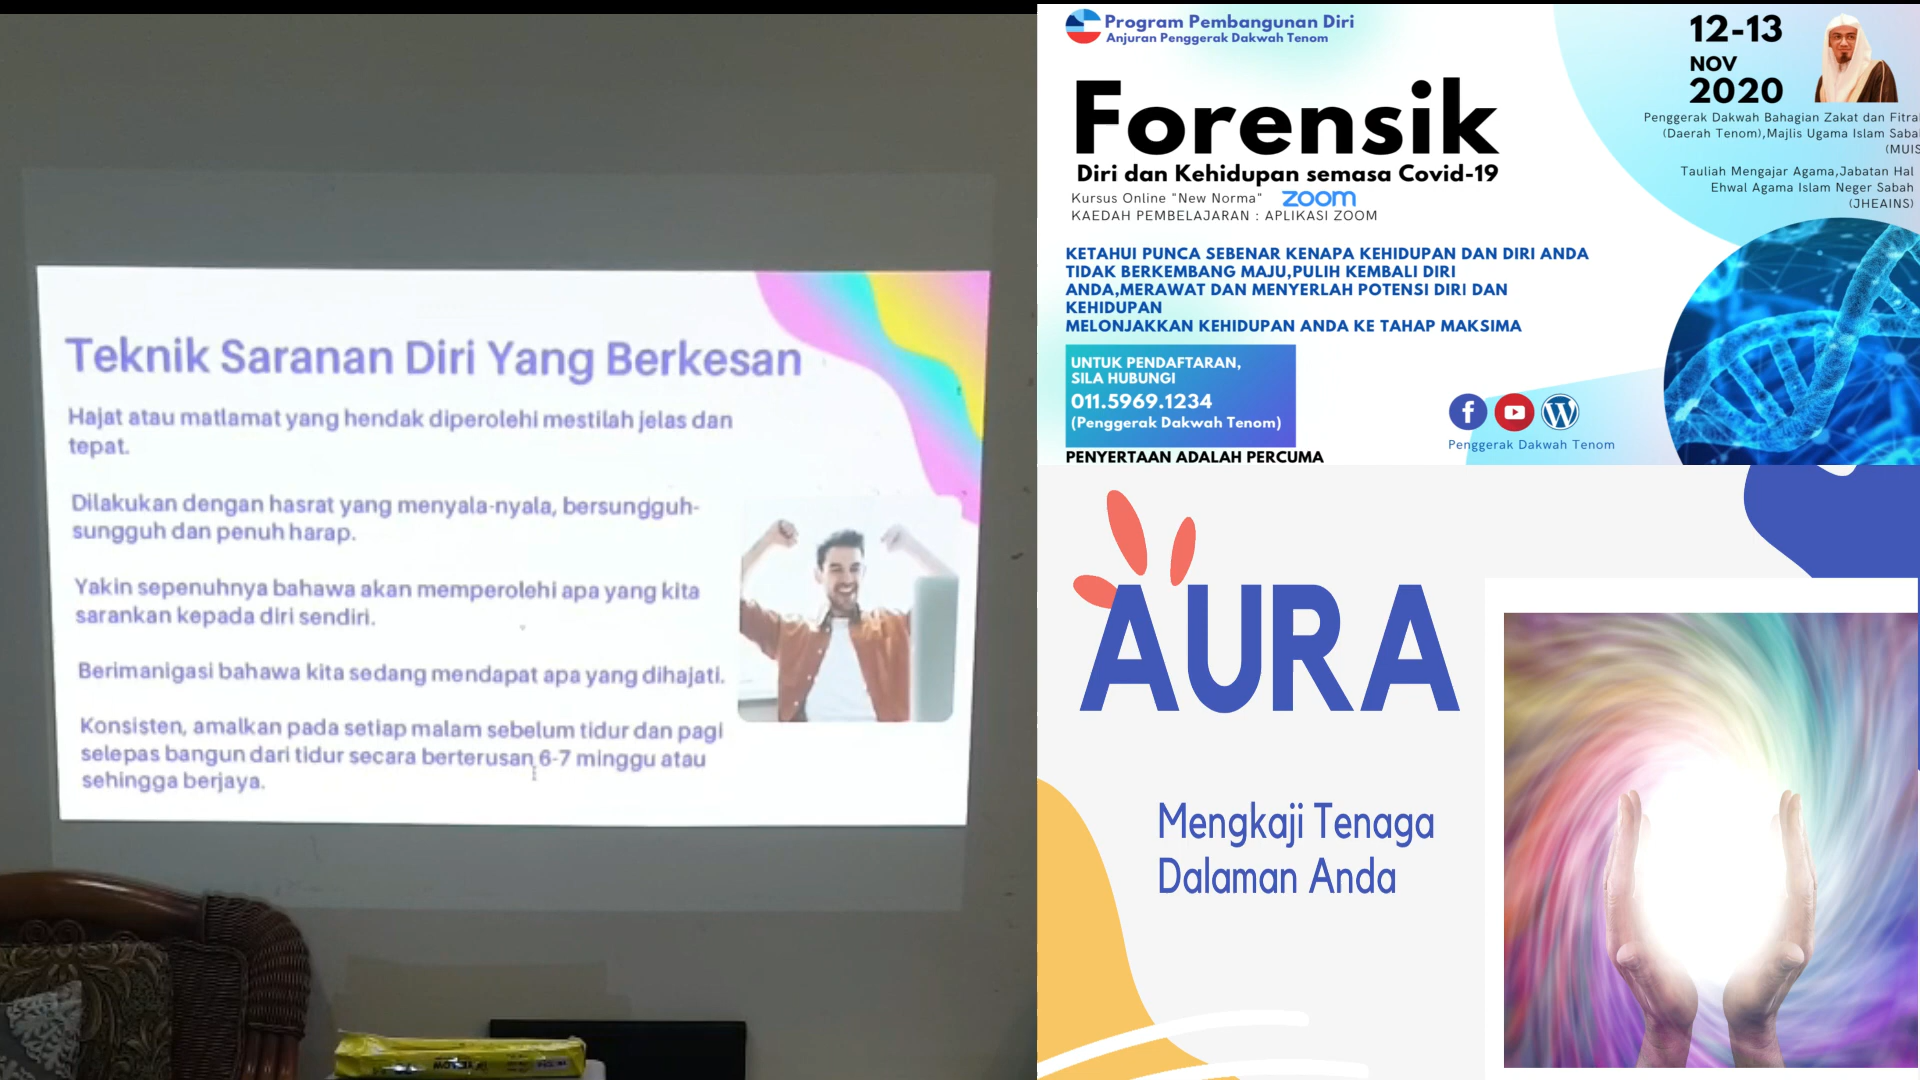 Teknik Saranan Diri Yang Berkesan
Hajat atau matlamat yang hendak diperolehi mestilah jelas dan
tepat.
Dilakukan dengan hasrat yang menyala-nyala, bersungguh-
sungguh dan penuh harap.
Yakin sepenuhnya bahawa akan memperolehi apa yang kita
sarankan kepada diri sendiri.
Berimanigasi bahawa kita sedang mendapat apa yang dihajati.
Konsisten, amalkan pada setiap malam sebelum tidur dan pagi
selepas bangun dari tidur secara berterusan 6-7 minggu atau
sehingga berjaya.
Program Pembangunan Diri
Anjuran Penggerak Dakwah Tenom
Forensik
Diri dan Kehidupan semasa Covid-19
Kursus Online "New Norma" zoom
KAEDAH PEMBELAJARAN : APLIKASI ZOOM
12-13
NOV
2020
Penggerak Dakwah Bahagian Zakat dan Fitra
(Daerah Tenom),Majlis Ugama Islam Saba
(MUIS
Tauliah Mengajar Agama,Jabatan Hal
Ehwal Agama Islam Neger Sabah
(JHEAINS)
KETAHUI PUNCA SEBENAR KENAPA KEHIDUPAN DAN DIRI ANDA
TIDAK BERKEMBANG MAJU,PULIH KEMBALI DIRI
ANDA,MERAWAT DAN MENYERLAH POTENSI DIRI DAN
KEHIDUPAN
MELONJAKKAN KEHIDUPAN ANDA KE TAHAP MAKSIMA
UNTUK PENDAFTARAN,
SILA HUBUNGI
011.5969.1234
(Penggerak Dakwah Tenom)
PENYERTAAN ADALAH PERCUMA
Penggerak Dakwah Tenom
AURA
Mengkaji Tenaga
Dalaman Anda